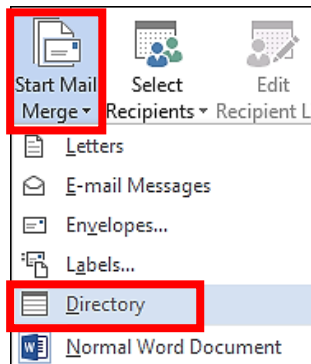 Start Mail Merge
Select Recipients
Edit Recipient L
Letters
E-mail Messages
Envelopes...
Labels...
Directory
Normal Word Document